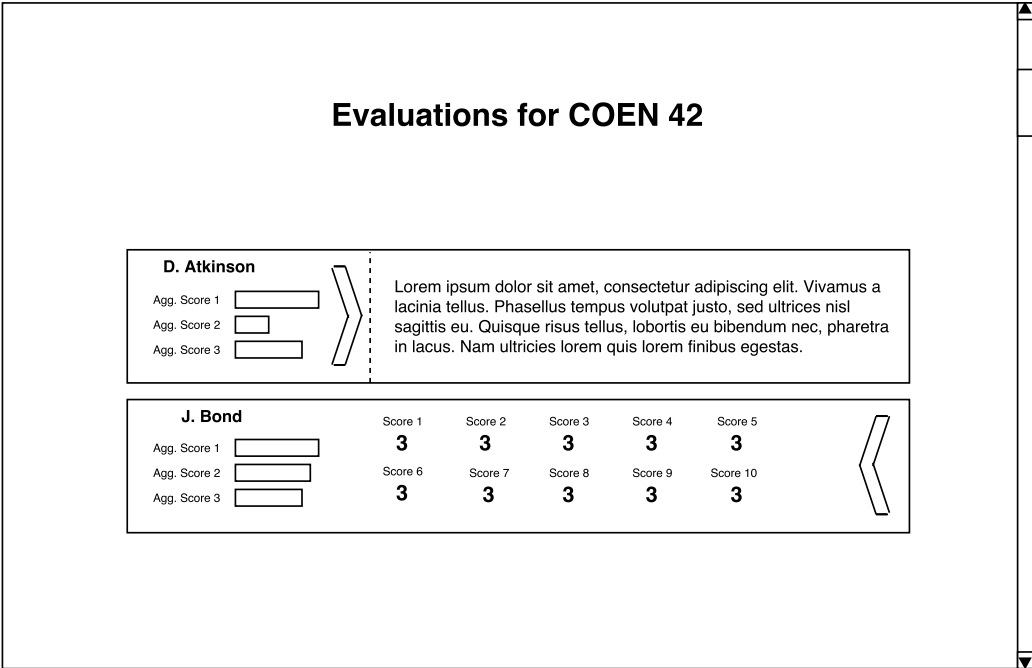 Evaluations for COEN 42
D. Atkinson
Agg. Score 1
Agg. Score 2
Agg. Score 3
Lorem ipsum dolor sit amet, consectetur adipiscing elit. Vivamus a
lacinia tellus. Phasellus tempus volutpat justo, sed ultrices nisl
sagittis eu. Quisque risus tellus, lobortis eu bibendum nec, pharetra
in lacus. Nam ultricies lorem quis lorem finibus egestas.
J. Bond
Agg. Score 1
Agg. Score 2
Agg. Score 3
Score 1 Score 2 Score 3 Score 4 Score 5
3 3 3 3 3
Score 6 Score 7 Score 8 Score 9 Score 10
3 3 3 3 3